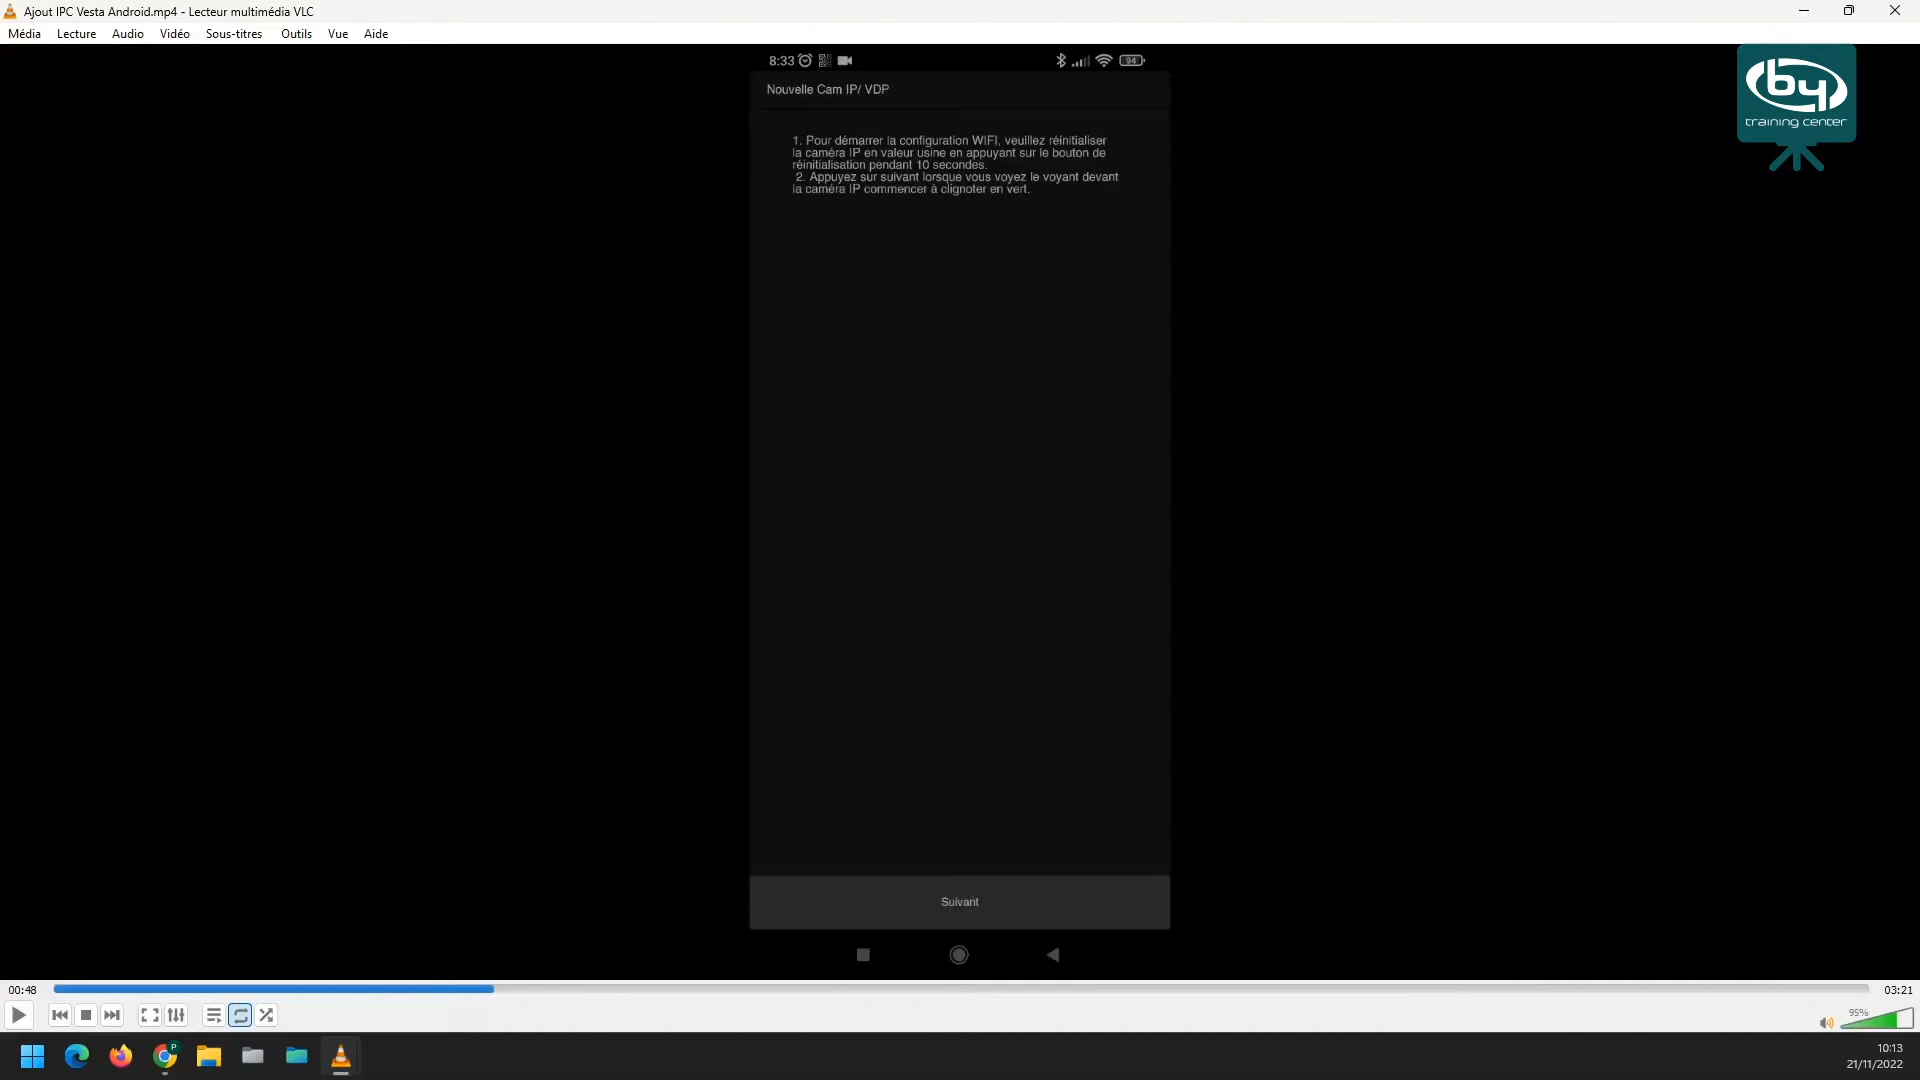 Ajout IPC Vesta Android.mp4 - Lecteur multimédia VLC
Média Lecture Audio Vidéo Sous-titres Outils Vue Aide
8:33 94
by
training center
Nouvelle Cam IP/ VDP
1. Pour démarrer la configuration WIFI, veuillez réinitialiser
la caméra IP en valeur usine en appuyant sur le bouton de
réinitialisation pendant 10 secondes.
2. Appuyez sur suivant lorsque vous voyez le voyant devant
la caméra IP commencer à clignoter en vert.
Suivant
00:48 03:21
95%
P
10:13
21/11/2022